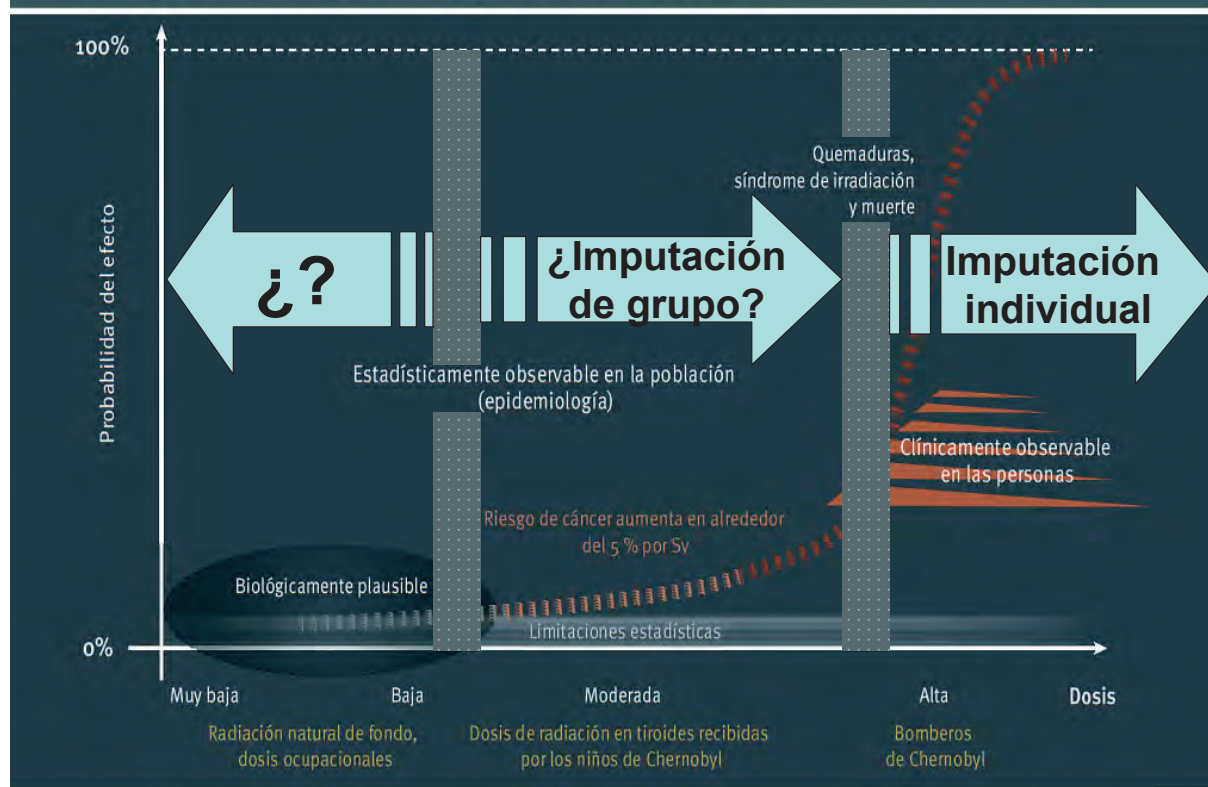 100%
Quemaduras,
síndrome de irradiación
y muerte
Probabilidad del efecto
¿?
¿Imputación
de grupo?
Imputación
individual
Estadísticamente observable en la población
(epidemiología)
Clínicamente observable
en las personas
Riesgo de cáncer aumenta en alrededor
del 5 % por Sv
Biológicamente plausible
Limitaciones estadísticas
0%
Muy baja
Baja
Moderada
Alta
Dosis
Radiación natural de fondo,
dosis ocupacionales
Dosis de radiación en tiroides recibidas
por los niños de Chernobyl
Bomberos
de Chernobyl